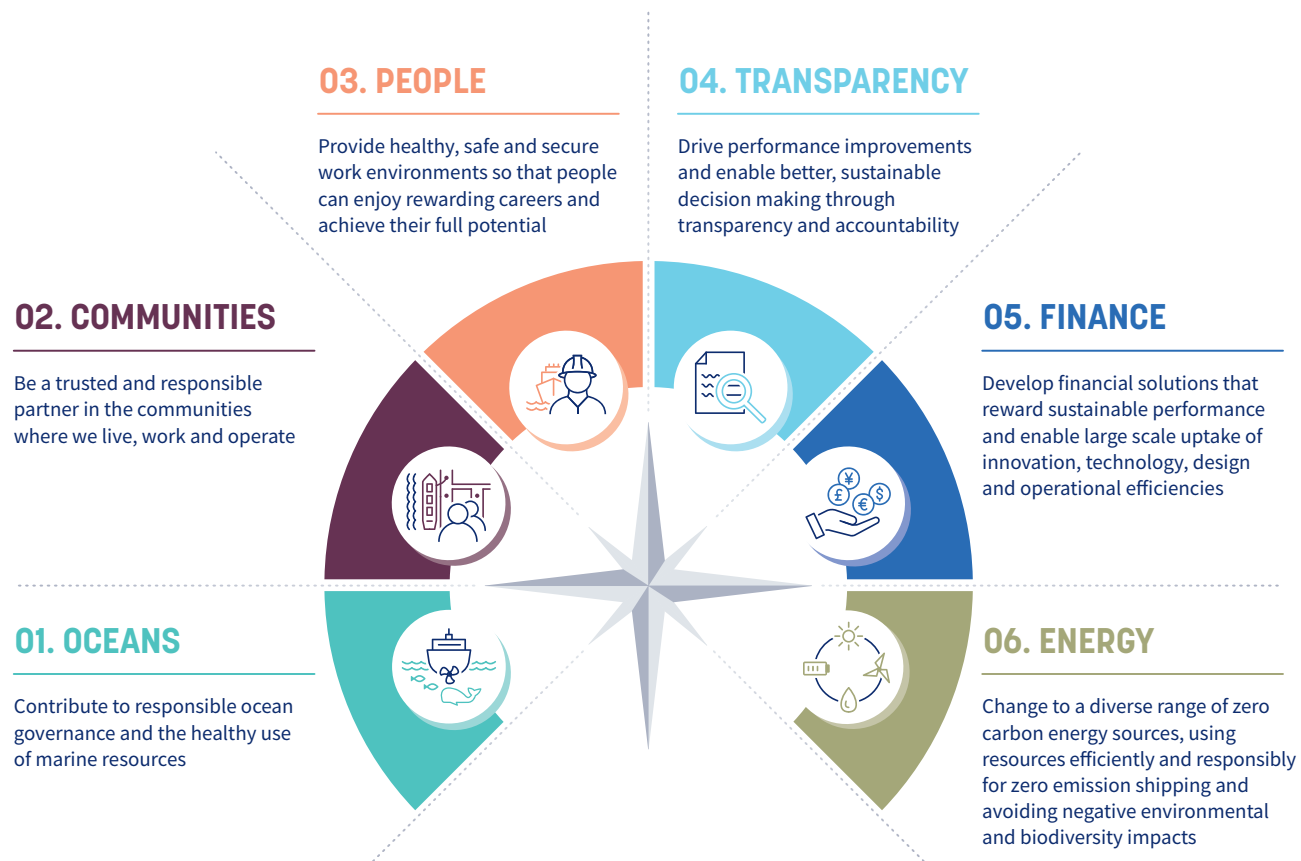 03. PEOPLE
Provide healthy, safe and secure
work environments so that people
can enjoy rewarding careers and
achieve their full potential
04. TRANSPARENCY
Drive performance improvements
and enable better, sustainable
decision making through
transparency and accountability
02. COMMUNITIES
Be a trusted and responsible
partner in the communities
where we live, work and operate
05. FINANCE
Develop financial solutions that
reward sustainable performance
and enable large scale uptake of
innovation, technology, design
and operational efficiencies
¥
£
€
$
01. OCEANS
Contribute to responsible ocean
governance and the healthy use
of marine resources
06. ENERGY
Change to a diverse range of zero
carbon energy sources, using
resources efficiently and responsibly
for zero emission shipping and
avoiding negative environmental
and biodiversity impacts